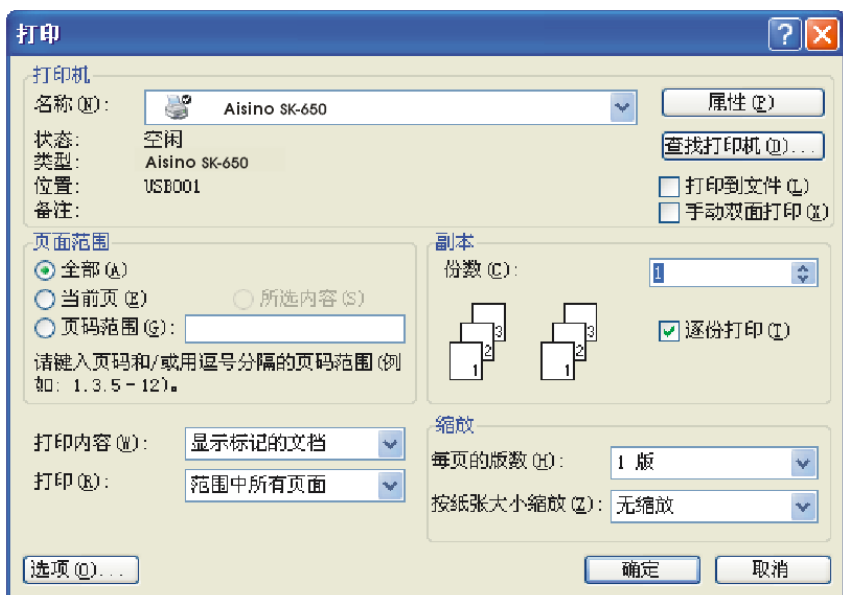 打印
打印机
名称(N): Aisino SK-650 属性(P)
状态: 空闲 查找打印机(D)...
类型: Aisino SK-650
位置: USB001 打印到文件(L)
备注: 手动双面打印(X)
页面范围
全部(A)
当前页(E) 所选内容(S)
页码范围(G):
请键入页码和/或用逗号分隔的页码范围(例
如: 1.3.5-12)。
副本
份数(C): 1
1 2 3 1 2 3 逐份打印(T)
打印内容(W): 显示标记的文档
打印(R): 范围中所有页面
缩放
每页的版数(H): 1 版
按纸张大小缩放(Z): 无缩放
选项(O)... 确定 取消